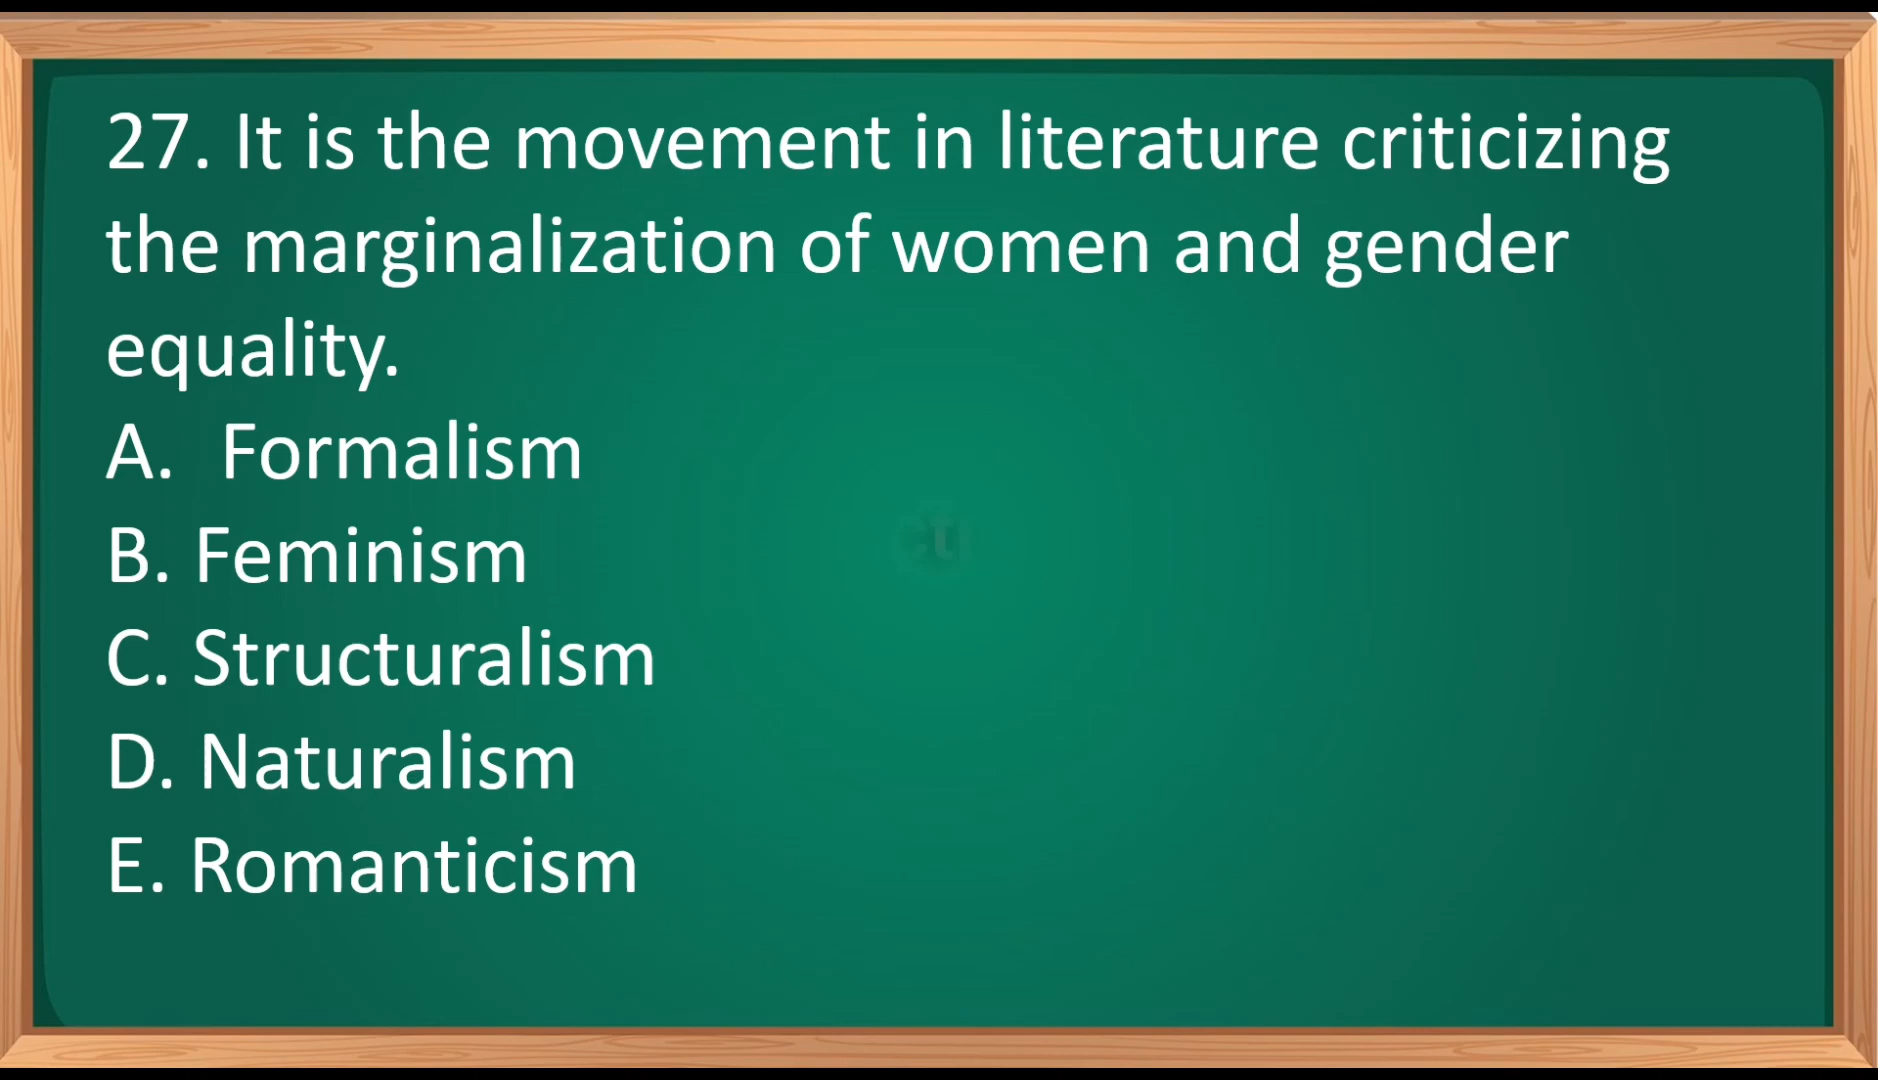 27. It is the movement in literature criticizing
the marginalization of women and gender
equality.
A. Formalism
B. Feminism
C. Structuralism
D. Naturalism
E. Romanticism